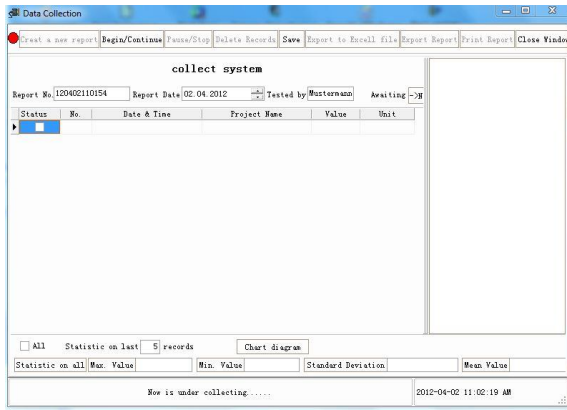 Data Collection
Creat a new report Begin/Continue Pause/Stop Delete Records Save Export to Excell file Export Report Print Report Close Window
collect system
Report No. 120402110154 Report Date 02.04.2012 Tested by Mustermann Awaiting ->N
Status No. Date & Time Project Name Value Unit
All Statistic on last 5 records Chart diagram
Statistic on all Max. Value Min. Value Standard Deviation Mean Value
Now is under collecting...... 2012-04-02 11:02:19 AM